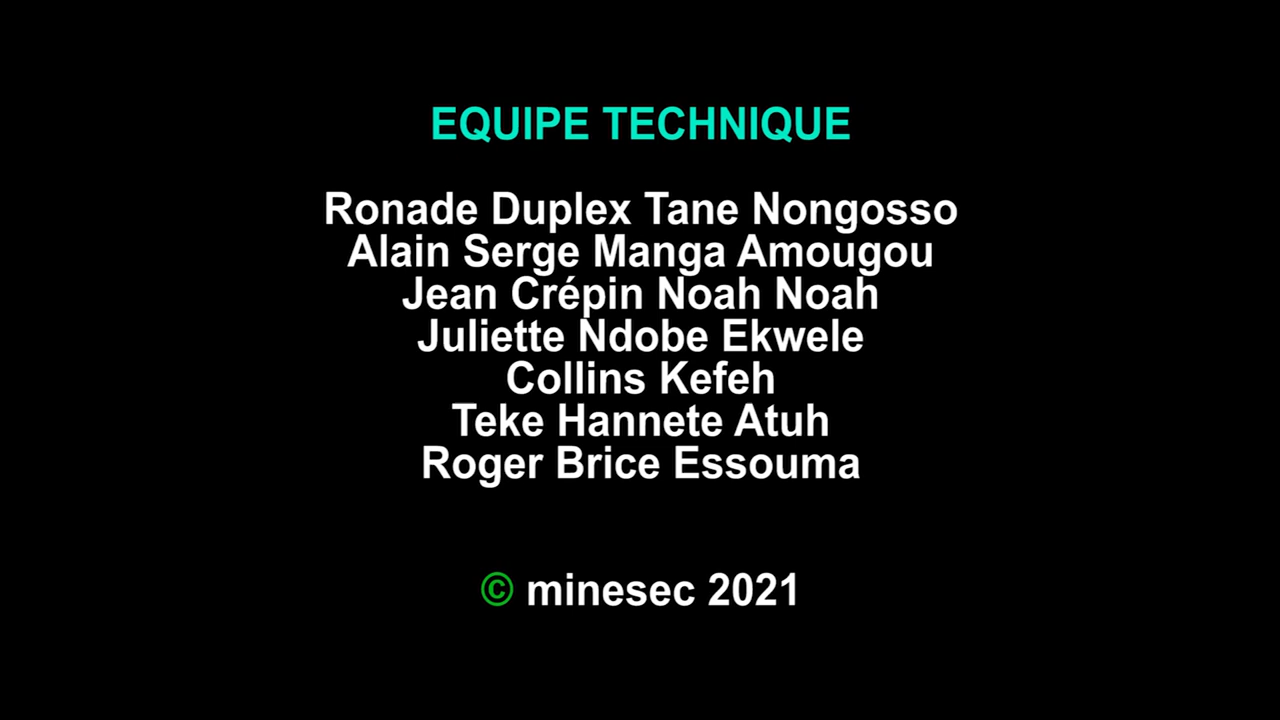 EQUIPE TECHNIQUE
Ronade Duplex Tane Nongosso
Alain Serge Manga Amougou
Jean Crépin Noah Noah
Juliette Ndobe Ekwele
Collins Kefeh
Teke Hannete Atuh
Roger Brice Essouma
© minesec 2021